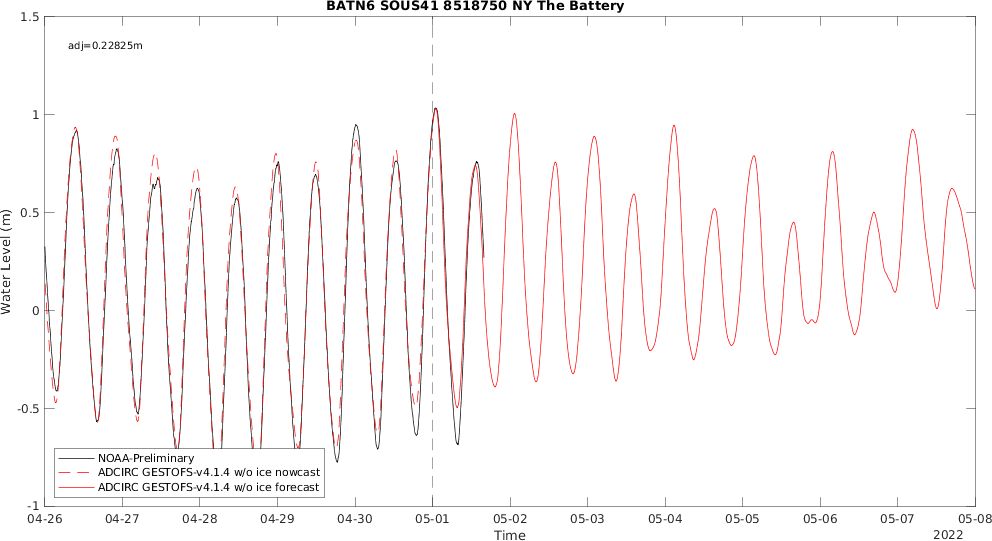 BATN6 SOUS41 8518750 NY The Battery
adj=0.22825m
1.5
1
0.5
0
-0.5
-1
Water Level (m)
NOAA-Preliminary
ADCIRC GESTOFS-v4.1.4 w/o ice nowcast
ADCIRC GESTOFS-v4.1.4 w/o ice forecast
04-26 04-27 04-28 04-29 04-30 05-01 05-02 05-03 05-04 05-05 05-06 05-07 05-08
Time
2022